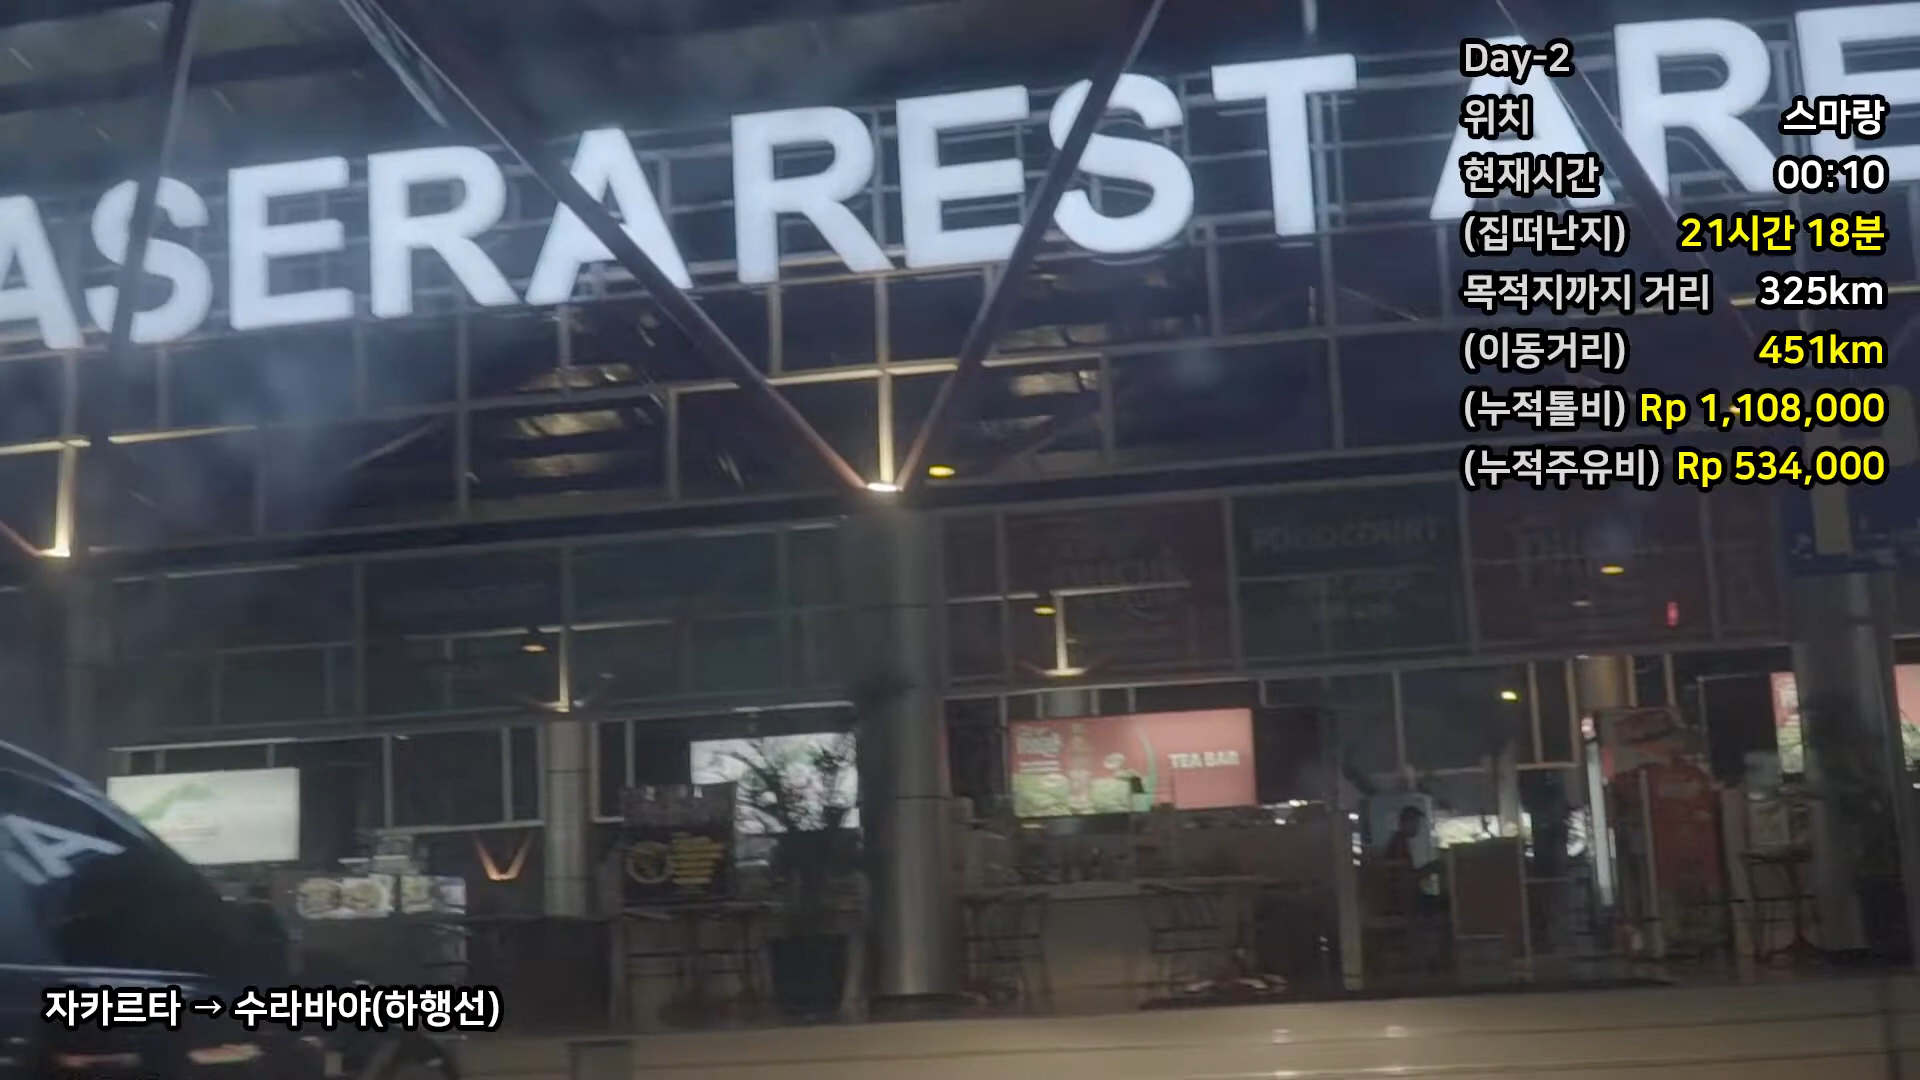 ASERA REST ARE
Day-2
위치 스마랑
현재시간 00:10
(집떠난지) 21시간 18분
목적지까지 거리 325km
(이동거리) 451km
(누적톨비) Rp 1,108,000
(누적주유비) Rp 534,000
FOODCOURT
TEA BAR
자카르타 → 수라바야(하행선)